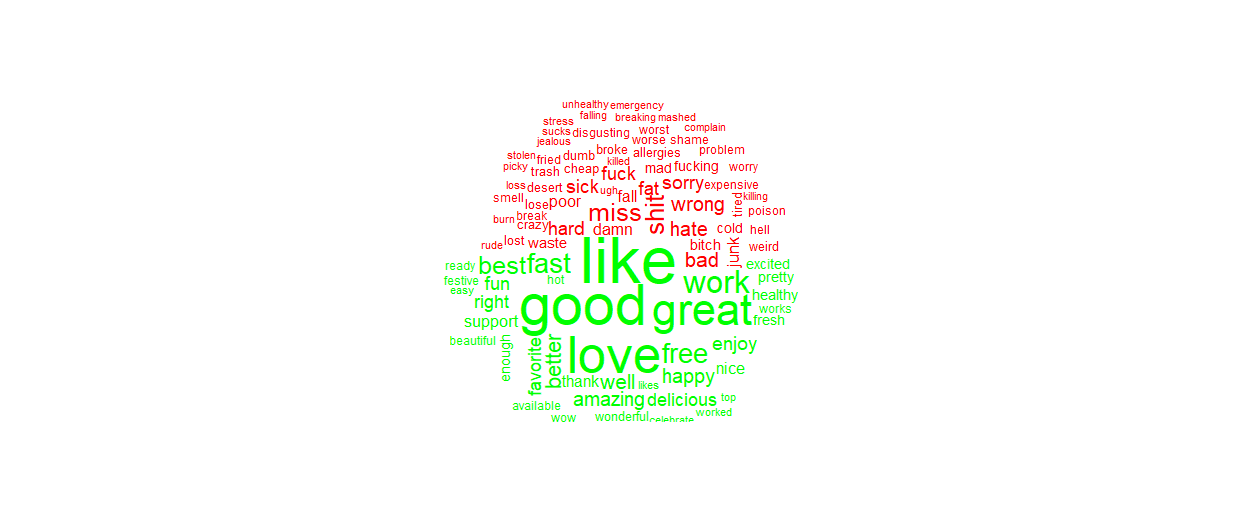 unhealthy emergency
falling breaking mashed
stress
sucks disgusting worst complain
jealous worse shame
stolen fried dumb broke allergies problem
killed
picky trash cheap fuck mad fucking worry
loss desert sick ugh fat sorry expensive
smell lose poor fall shit wrong tired killing
miss poison
burn break
crazy hard damn hate cold hell
rude lost waste bitch junk weird
like bad
ready best fast excited
festive fun hot work pretty
easy
right good great healthy
works
support fresh
beautiful enough favorite better love free enjoy
thank well likes happy nice
amazing delicious top
available worked
wow wonderful celebrate